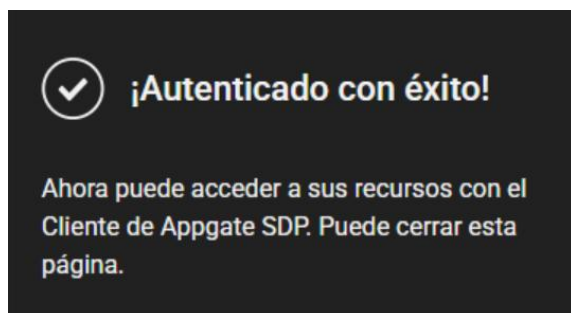 ¡Autenticado con éxito!
Ahora puede acceder a sus recursos con el
Cliente de Appgate SDP. Puede cerrar esta
página.